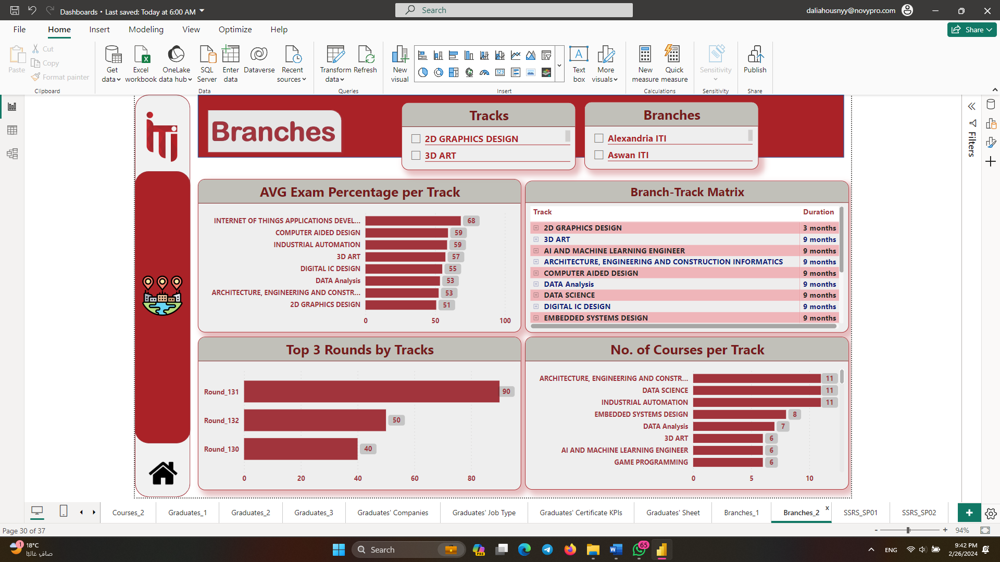 Dashboards • Last saved: Today at 6:00 AM
Search
daliahousnyy@novypro.com
File Home Insert Modeling View Optimize Help
Share
Paste
Cut
Copy
Format painter
Clipboard
Get data
Excel workbook
OneLake data hub
SQL Server
Enter data
Dataverse
Recent sources
Data
Transform data
Refresh
Queries
New visual
123
A
Text box
More visuals
Insert
New measure
Quick measure
Calculations
Sensitivity
Sensitivity
Publish
Share
Filters
iTi
Branches
Tracks
2D GRAPHICS DESIGN
3D ART
Branches
Alexandria ITI
Aswan ITI
AVG Exam Percentage per Track
INTERNET OF THINGS APPLICATIONS DEVEL... 68
COMPUTER AIDED DESIGN 59
INDUSTRIAL AUTOMATION 59
3D ART 57
DIGITAL IC DESIGN 55
DATA Analysis 53
ARCHITECTURE, ENGINEERING AND CONSTR... 53
2D GRAPHICS DESIGN 51
0 50 100
Branch-Track Matrix
Track Duration
2D GRAPHICS DESIGN 3 months
3D ART 9 months
AI AND MACHINE LEARNING ENGINEER 9 months
ARCHITECTURE, ENGINEERING AND CONSTRUCTION INFORMATICS 9 months
COMPUTER AIDED DESIGN 9 months
DATA Analysis 9 months
DATA SCIENCE 9 months
DIGITAL IC DESIGN 9 months
EMBEDDED SYSTEMS DESIGN 9 months
Top 3 Rounds by Tracks
Round_131 90
Round_132 50
Round_130 40
0 20 40 60 80
No. of Courses per Track
ARCHITECTURE, ENGINEERING AND CONSTR... 11
DATA SCIENCE 11
INDUSTRIAL AUTOMATION 11
EMBEDDED SYSTEMS DESIGN 8
DATA Analysis 7
3D ART 6
AI AND MACHINE LEARNING ENGINEER 6
GAME PROGRAMMING 6
0 5 10
Courses_2 Graduates_1 Graduates_2 Graduates_3 Graduates' Companies Graduates' Job Type Graduates' Certificate KPIs Graduates' Sheet Branches_1 Branches_2 x SSRS_SP01 SSRS_SP02 +
Page 30 of 37
- + 94%
1
18°C
صافٍ غالبًا
Search
PRE
65
ENG
9:42 PM
2/26/2024